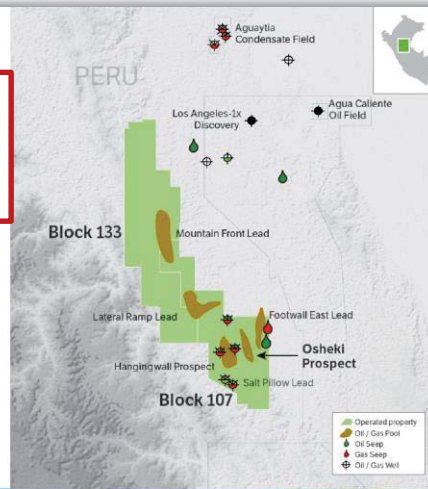 Aguaytia
Condensate Field
PERU
Agua Caliente
Oil Field
Los Angeles-1x
Discovery
Block 133
Mountain Front Lead
Lateral Ramp Lead
Footwall East Lead
Osheki
Prospect
Hangingwall Prospect
Salt Pillow Lead
Block 107
Operated property
Oil / Gas Pool
Oil Seep
Gas Seep
Oil / Gas Well